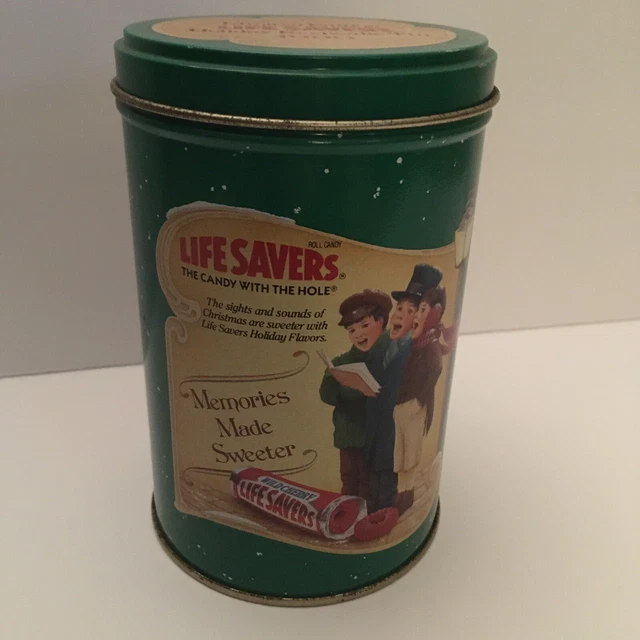 ROLL CANDY
LIFE SAVERS®
THE CANDY WITH THE HOLE®
The sights and sounds of
Christmas are sweeter with
Life Savers Holiday Flavors.
Memories
Made
Sweeter
WILD CHERRY
LIFE SAVERS